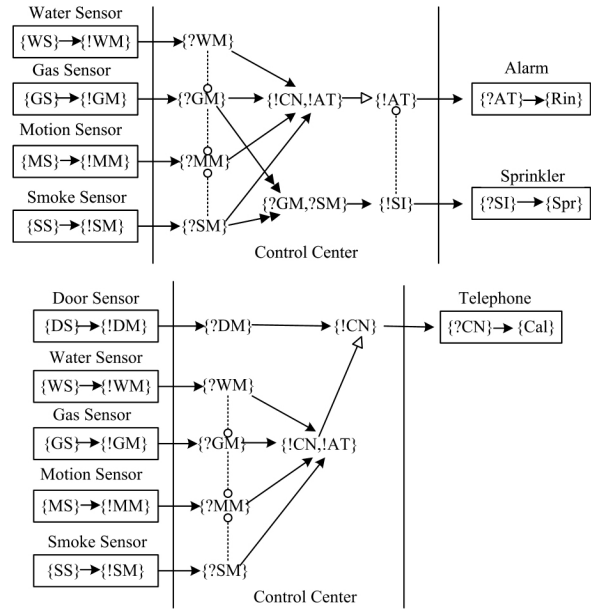 Water Sensor
{WS} {!WM} {?WM}
Gas Sensor Alarm
{GS} {!GM} {?GM} {!CN,!AT} {!AT} {?AT} {Rin}
Motion Sensor
{MS} {!MM} {?MM}
Smoke Sensor Sprinkler
{SS} {!SM} {?SM} {?GM,?SM} {!SI} {?SI} {Spr}
Control Center
Door Sensor Telephone
{DS} {!DM} {?DM} {!CN} {?CN} {Cal}
Water Sensor
{WS} {!WM} {?WM}
Gas Sensor
{GS} {!GM} {?GM} {!CN,!AT}
Motion Sensor
{MS} {!MM} {?MM}
Smoke Sensor
{SS} {!SM} {?SM}
Control Center